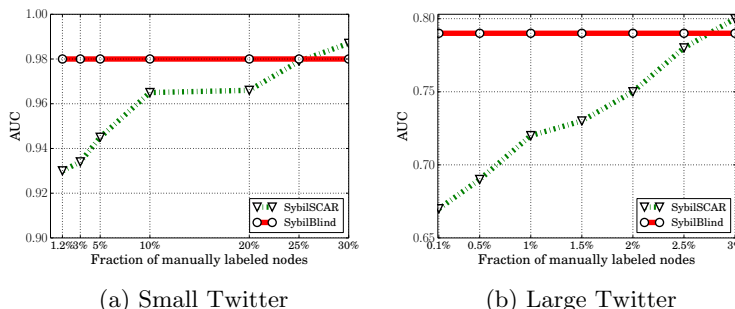 1.00
0.98
0.96
0.94
0.92
0.90
AUC
1.2%3% 5% 10% 20% 25% 30%
Fraction of manually labeled nodes
SybilSCAR
SybilBlind
(a) Small Twitter
0.80
0.75
0.70
0.65
AUC
0.1% 0.5% 1% 1.5% 2% 2.5% 3%
Fraction of manually labeled nodes
SybilSCAR
SybilBlind
(b) Large Twitter